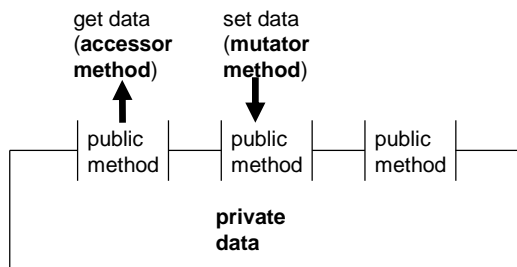 get data
(accessor
method)
set data
(mutator
method)
public
method
public
method
public
method
private
data